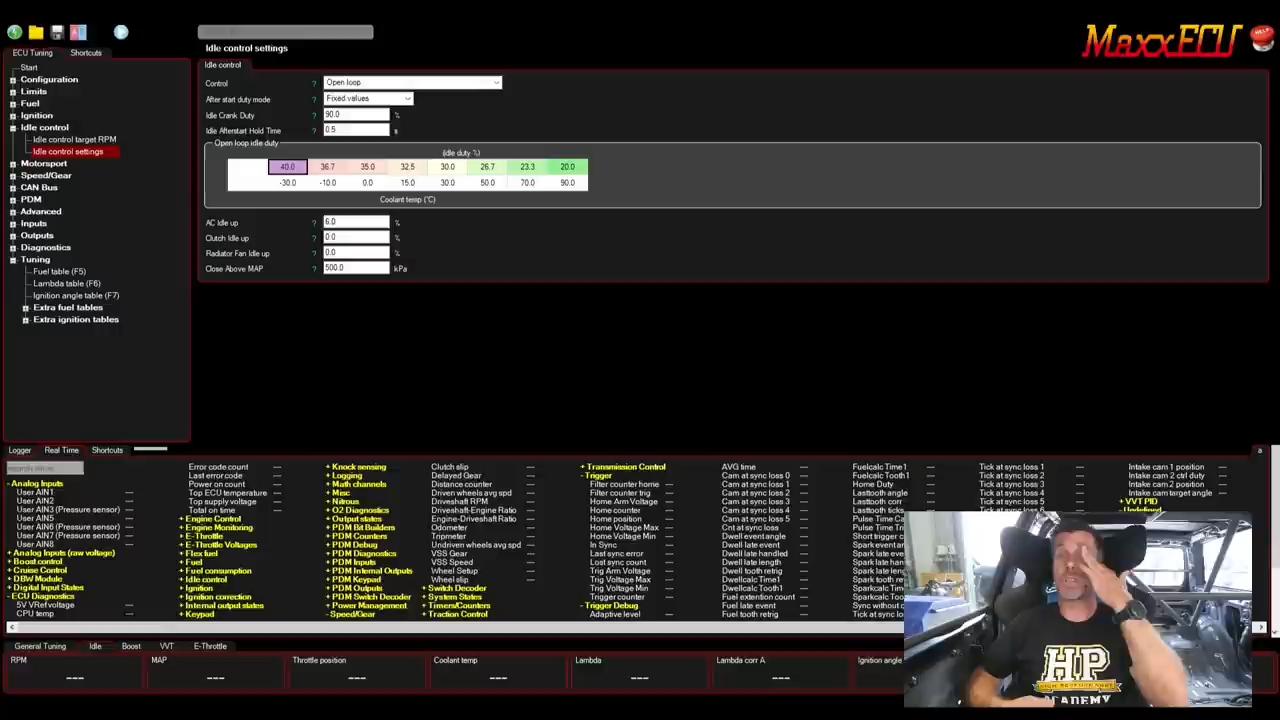 MaxxECU
HELP
ECU Tuning
Shortcuts
Start
Configuration
Limits
Fuel
Ignition
Idle control
Idle control target RPM
Idle control settings
Motorsport
Speed/Gear
CAN Bus
PDM
Advanced
Inputs
Outputs
Diagnostics
Tuning
Fuel table (F5)
Lambda table (F6)
Ignition angle table (F7)
Extra fuel tables
Extra ignition tables
Idle control settings
Idle control
Control ? Open loop
After start duty mode ? Fixed values
Idle Crank Duty ? 90.0 %
Idle Afterstart Hold Time ? 0.5 s
Open loop idle duty
(idle duty %)
40.0 36.7 35.0 32.5 30.0 26.7 23.3 20.0
-30.0 -10.0 0.0 15.0 30.0 50.0 70.0 90.0
Coolant temp (°C)
AC Idle up ? 6.0 %
Clutch Idle up ? 0.0 %
Radiator Fan Idle up ? 0.0 %
Close Above MAP ? 500.0 kPa
Logger
Real Time
Shortcuts
- Analog Inputs
User AIN1 ---
User AIN2 ---
User AIN3 (Pressure sensor) ---
User AIN5 ---
User AIN6 (Pressure sensor) ---
User AIN7 (Pressure sensor) ---
User AIN8 ---
+ Analog Inputs (raw voltage)
+ Boost control
+ Cruise Control
+ DBW Module
+ Digital Input States
- ECU Diagnostics
5V VRef voltage ---
CPU temp ---
Error code count ---
Last error code ---
Power on count ---
Top ECU temperature ---
Top supply voltage ---
Total on time ---
+ Engine Control
+ Engine Monitoring
+ E-Throttle
+ E-Throttle Voltages
+ Flex fuel
+ Fuel
+ Fuel consumption
+ Idle control
+ Ignition
+ Ignition correction
+ Internal output states
+ Keypad
+ Knock sensing
+ Logging
+ Math channels
+ Misc
+ Nitrous
+ O2 Diagnostics
+ Output states
+ PDM Bit Builders
+ PDM Counters
+ PDM Debug
+ PDM Diagnostics
+ PDM Inputs
+ PDM Internal Outputs
+ PDM Keypad
+ PDM Outputs
+ PDM Switch Decoder
+ Power Management
- Speed/Gear
Clutch slip ---
Delayed Gear ---
Distance counter ---
Driven wheels avg spd ---
Driveshaft RPM ---
Driveshaft-Engine Ratio ---
Engine-Driveshaft Ratio ---
Odometer ---
Tripmeter ---
Undriven wheels avg spd ---
VSS Gear ---
VSS Speed ---
Wheel Setup ---
Wheel slip ---
+ Switch Decoder
+ System States
+ Timers/Counters
+ Traction Control
+ Transmission Control
- Trigger
Filter counter home ---
Filter counter trig ---
Home Arm Voltage ---
Home counter ---
Home position ---
Home Voltage Max ---
Home Voltage Min ---
In Sync ---
Last sync error ---
Lost sync count ---
Trig Arm Voltage ---
Trig Voltage Max ---
Trig Voltage Min ---
Trigger counter ---
- Trigger Debug
Adaptive level ---
AVG time ---
Cam at sync loss 0 ---
Cam at sync loss 1 ---
Cam at sync loss 2 ---
Cam at sync loss 3 ---
Cam at sync loss 4 ---
Cam at sync loss 5 ---
Cnt at sync loss ---
Dwell event angle ---
Dwell late event ---
Dwell late handled ---
Dwell late retrig ---
Dwellcalc Time1 ---
Dwellcalc Tooth1 ---
Fuel extention count ---
Fuel late event ---
Fuel tooth retrig ---
Fuelcalc Time1 ---
Fuelcalc Tooth1 ---
Home Duty ---
Lasttooth angle ---
Lasttooth corr ---
Lasttooth ticks ---
Tick at sync loss 1 ---
Tick at sync loss 2 ---
Tick at sync loss 3 ---
Tick at sync loss 4 ---
Tick at sync loss 5 ---
Intake cam 1 position ---
Intake cam 2 ctrl duty ---
Intake cam 2 position ---
Intake cam target angle ---
+ VVT PID
General Tuning
Idle
Boost
VVT
E-Throttle
RPM
---
MAP
---
Throttle position
---
Coolant temp
---
Lambda
---
Lambda corr A
---
Ignition angle
HP
ACADEMY